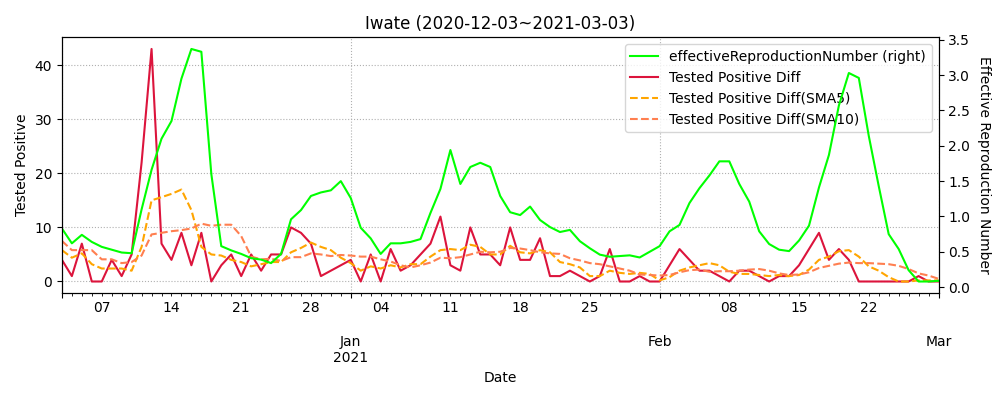 Iwate (2020-12-03~2021-03-03)
effectiveReproductionNumber (right)
Tested Positive Diff
Tested Positive Diff(SMA5)
Tested Positive Diff(SMA10)
Tested Positive
40
30
20
10
0
3.5
3.0
2.5
2.0
1.5
1.0
0.5
0.0
Effective Reproduction Number
07 14 21 28 04 11 18 25 08 15 22
Jan Feb Mar
2021
Date